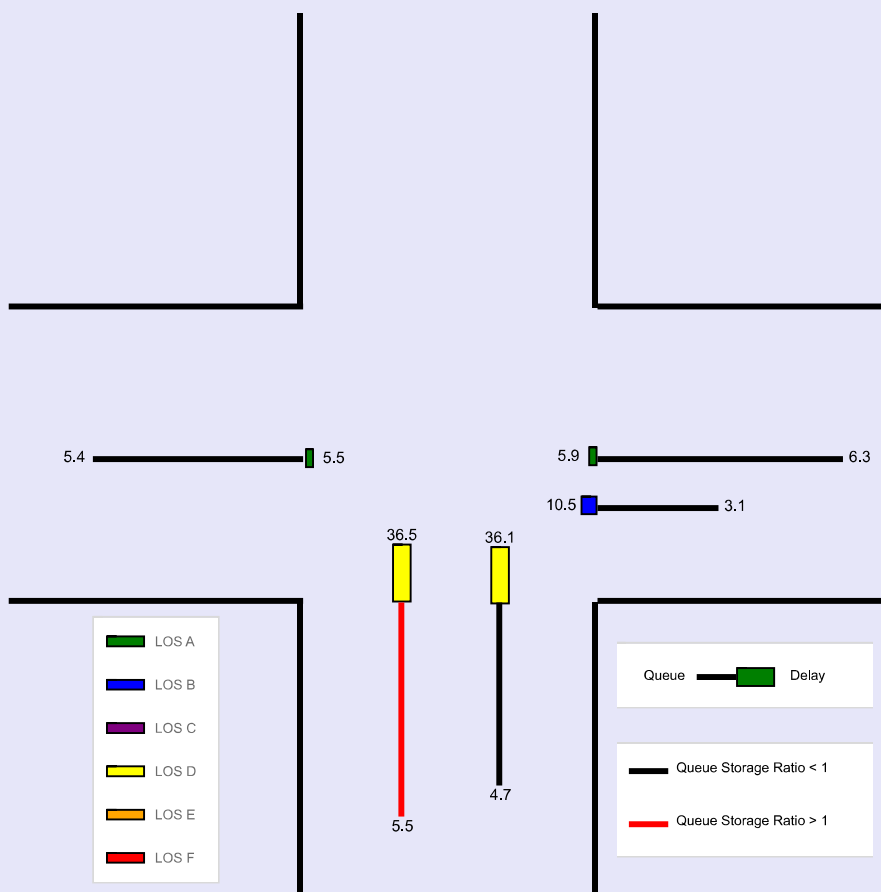 5.4
5.5
5.9
6.3
10.5
3.1
36.5
36.1
4.7
5.5
LOS A
LOS B
LOS C
LOS D
LOS E
LOS F
Queue
Delay
Queue Storage Ratio < 1
Queue Storage Ratio > 1